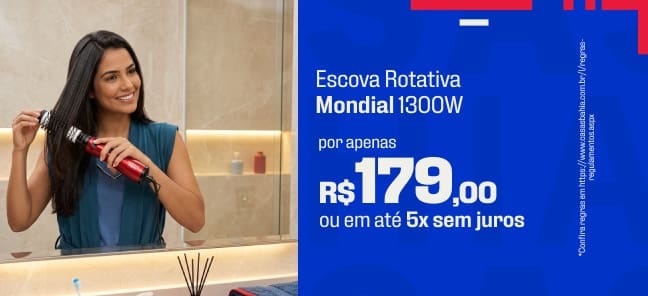 Escova Rotativa
Mondial 1300W
por apenas
R$179,00
ou em até 5x sem juros
*Confira regras em https://www.casasbahia.com.br/l/regras-
regulamentos.aspx